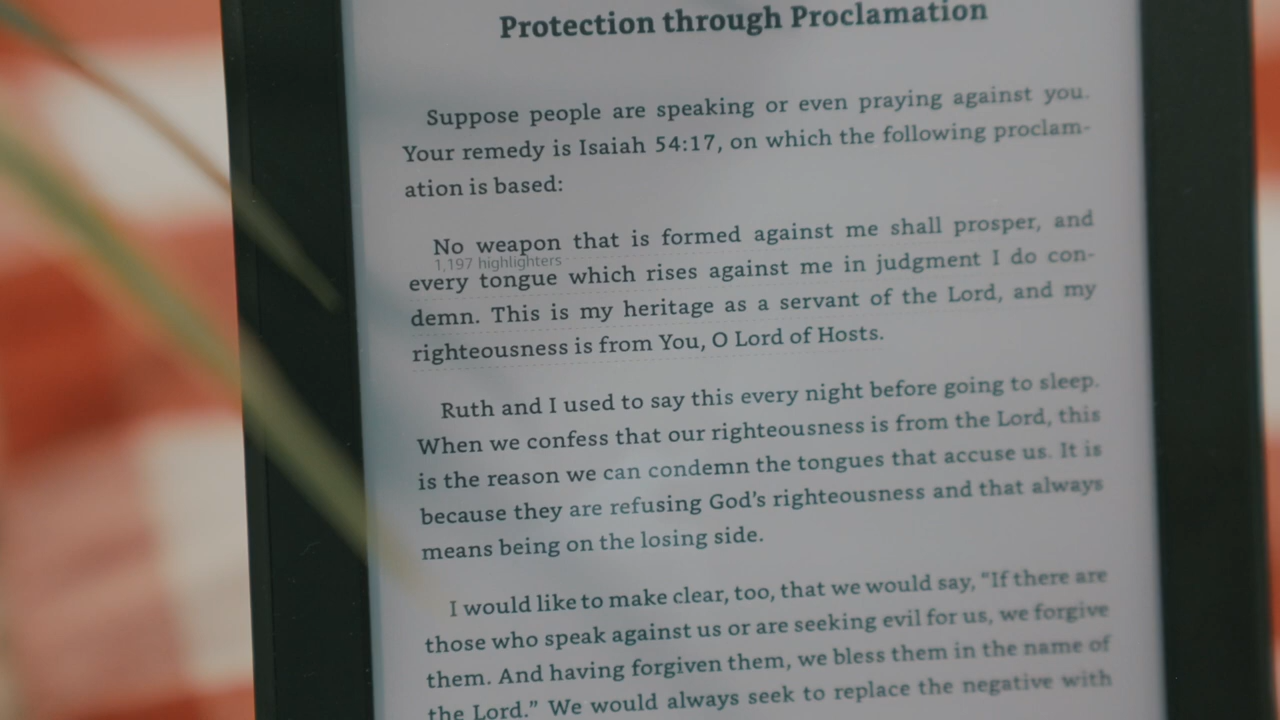 Protection through Proclamation
Suppose people are speaking or even praying against you.
Your remedy is Isaiah 54:17, on which the following proclam-
ation is based:
No weapon that is formed against me shall prosper, and
1,197 highlighters
every tongue which rises against me in judgment I do con-
demn. This is my heritage as a servant of the Lord, and my
righteousness is from You, O Lord of Hosts.
Ruth and I used to say this every night before going to sleep.
When we confess that our righteousness is from the Lord, this
is the reason we can condemn the tongues that accuse us. It is
because they are refusing God’s righteousness and that always
means being on the losing side.
I would like to make clear, too, that we would say, “If there are
those who speak against us or are seeking evil for us, we forgive
them. And having forgiven them, we bless them in the name of
the Lord.” We would always seek to replace the negative with